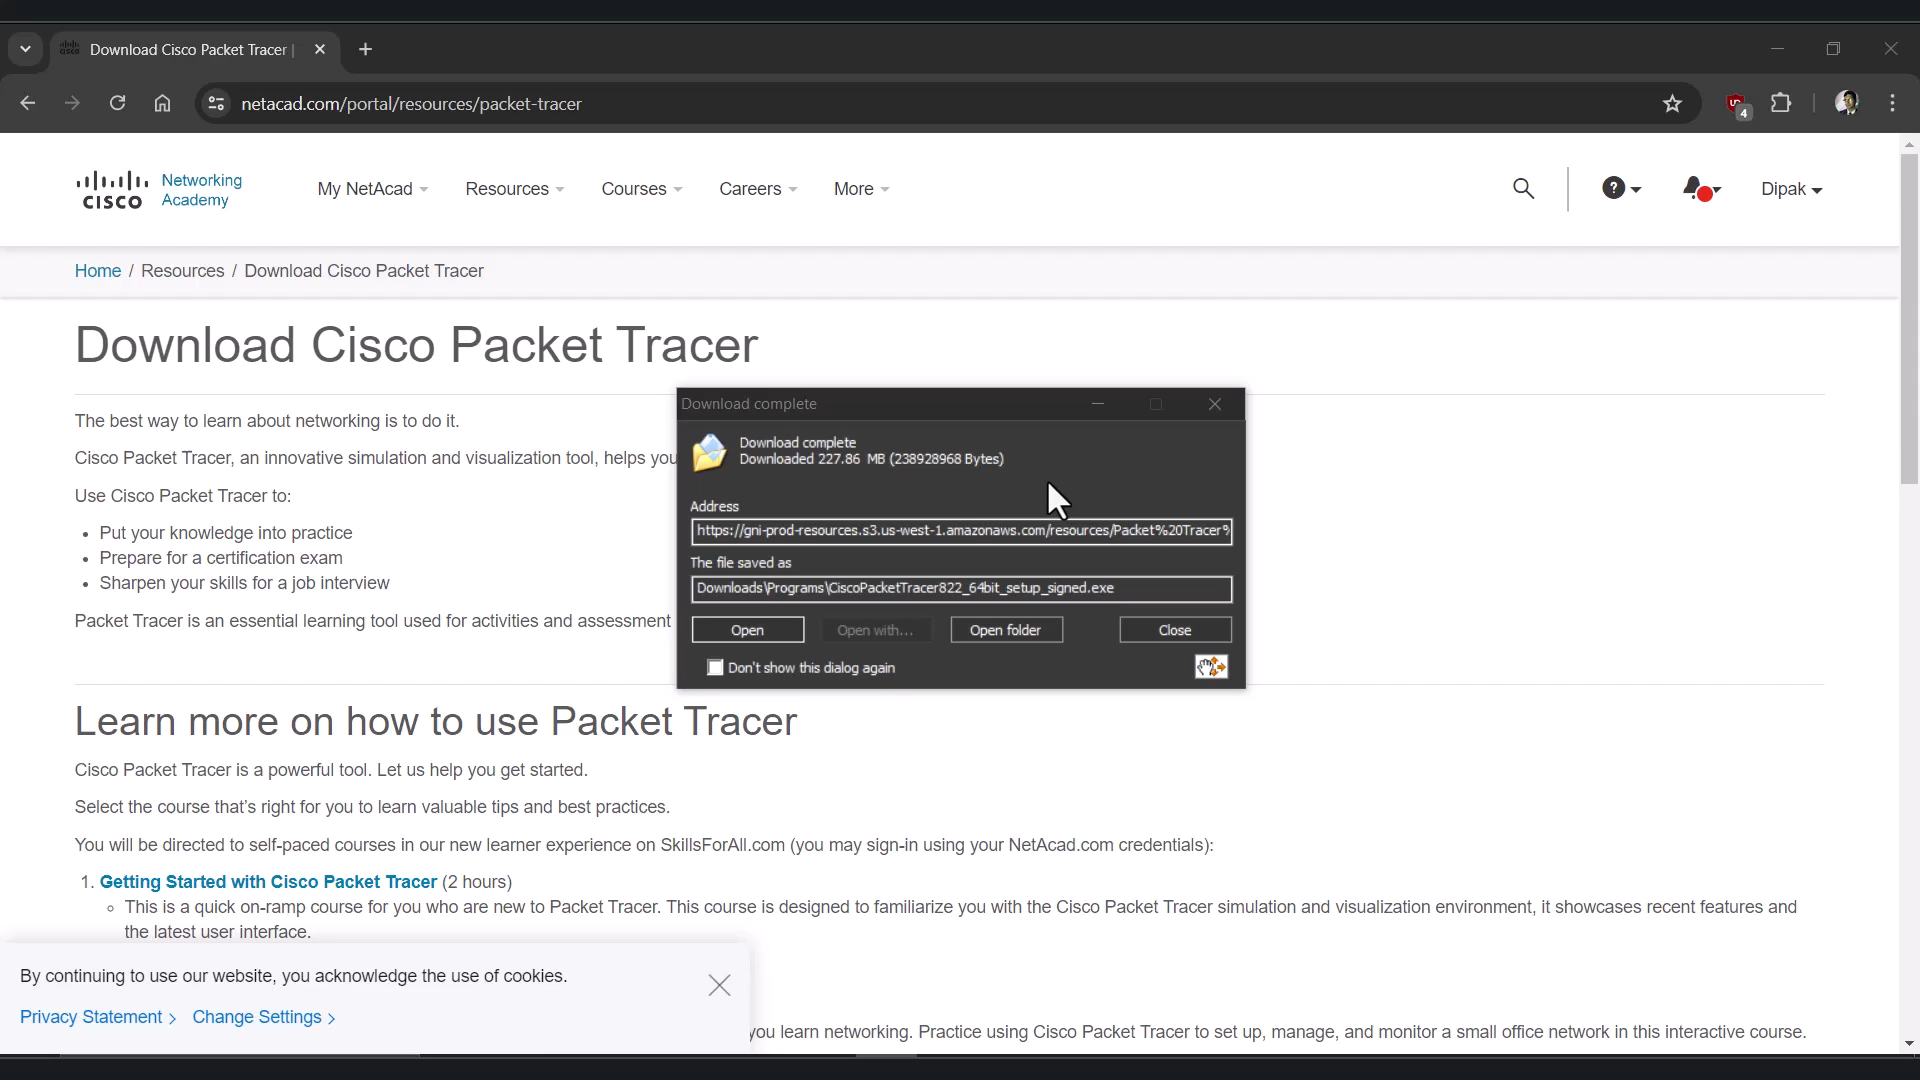 Download Cisco Packet Tracer |
netacad.com/portal/resources/packet-tracer
4
CISCO
Networking
Academy
My NetAcad
Resources
Courses
Careers
More
?
Dipak
Home / Resources / Download Cisco Packet Tracer
Download Cisco Packet Tracer
The best way to learn about networking is to do it.
Cisco Packet Tracer, an innovative simulation and visualization tool, helps you
Use Cisco Packet Tracer to:
• Put your knowledge into practice
• Prepare for a certification exam
• Sharpen your skills for a job interview
Packet Tracer is an essential learning tool used for activities and assessment
Download complete
Download complete
Downloaded 227.86 MB (238928968 Bytes)
Address
https://gni-prod-resources.s3.us-west-1.amazonaws.com/resources/Packet%20Tracer%
The file saved as
Downloads\Programs\CiscoPacketTracer822_64bit_setup_signed.exe
Open
Open with...
Open folder
Close
Don't show this dialog again
Learn more on how to use Packet Tracer
Cisco Packet Tracer is a powerful tool. Let us help you get started.
Select the course that's right for you to learn valuable tips and best practices.
You will be directed to self-paced courses in our new learner experience on SkillsForAll.com (you may sign-in using your NetAcad.com credentials):
1. Getting Started with Cisco Packet Tracer (2 hours)
This is a quick on-ramp course for you who are new to Packet Tracer. This course is designed to familiarize you with the Cisco Packet Tracer simulation and visualization environment, it showcases recent features and
the latest user interface.
By continuing to use our website, you acknowledge the use of cookies.
Privacy Statement >
Change Settings >
you learn networking. Practice using Cisco Packet Tracer to set up, manage, and monitor a small office network in this interactive course.